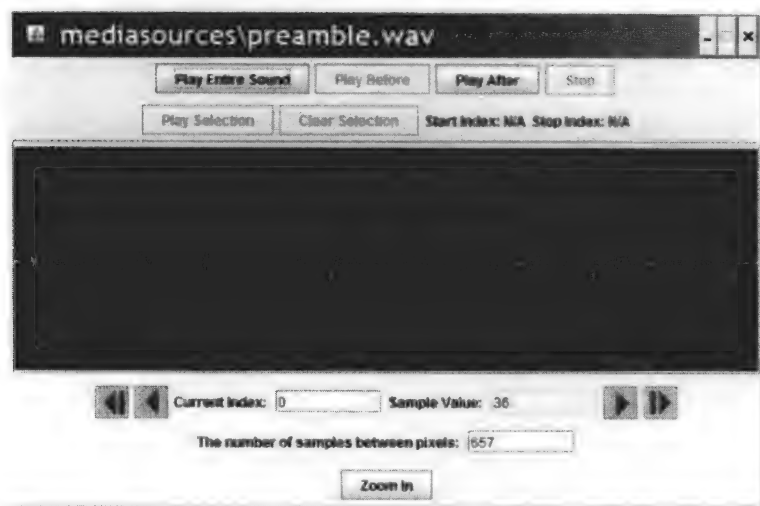 mediasources\preamble.wav
Play Entire Sound Play Before Play After Stop
Play Selection Clear Selection Start Index: N/A Stop Index: N/A
Current Index: 0 Sample Value: 36
The number of samples between pixels: 657
Zoom In